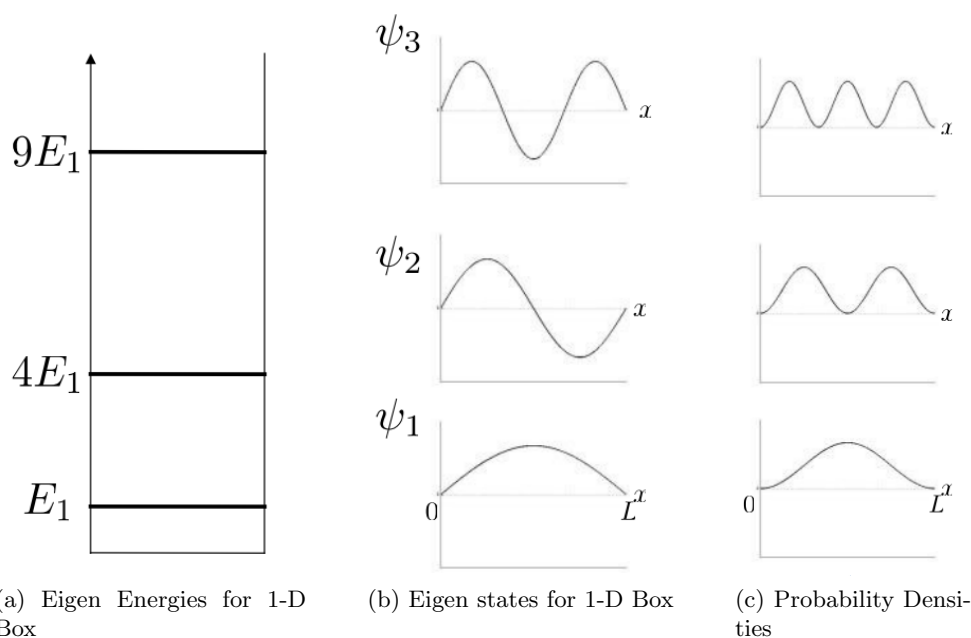 9E₁
4E₁
E₁
(a) Eigen Energies for 1-D
Box
ψ₃
x
ψ₂
x
ψ₁
x
0
L
(b) Eigen states for 1-D Box
x
x
x
0
L
(c) Probability Densi-
ties